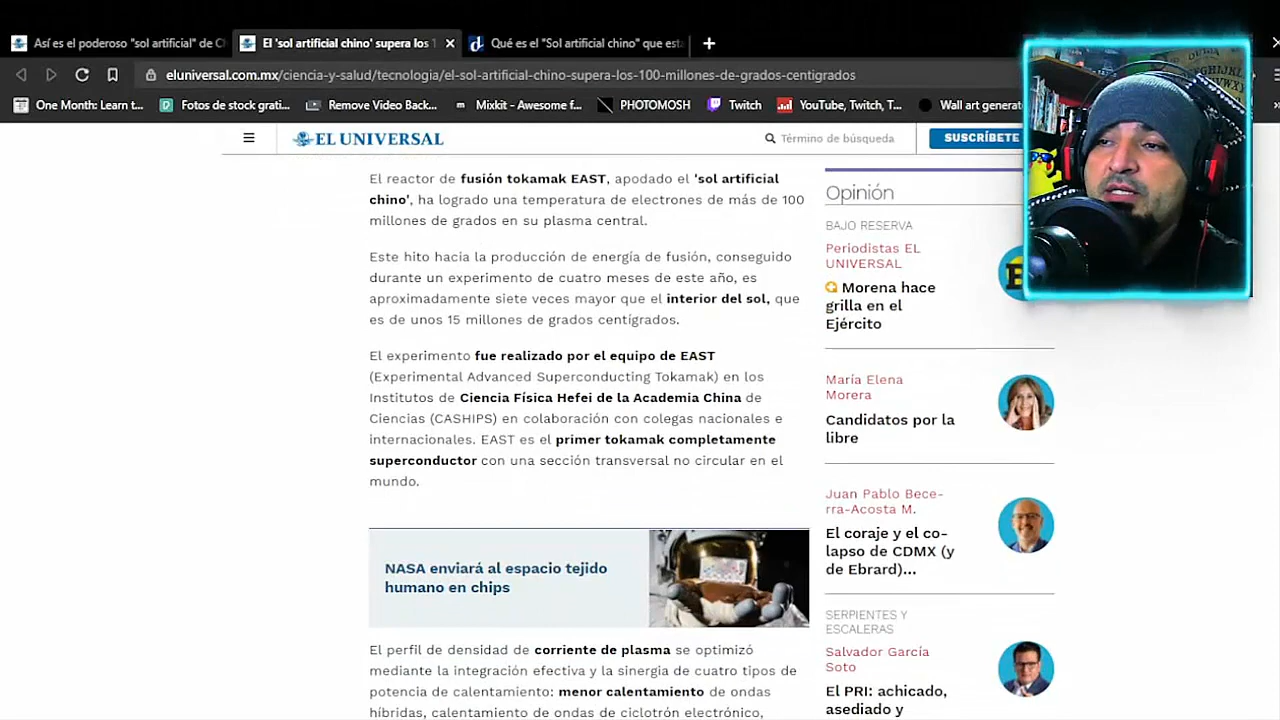 Así es el poderoso "sol artificial" de C
El 'sol artificial chino' supera los 1
Qué es el "Sol artificial chino" que esta
eluniversal.com.mx/ciencia-y-salud/tecnologia/el-sol-artificial-chino-supera-los-100-millones-de-grados-centigrados
One Month: Learn t...
Fotos de stock grati...
Remove Video Back...
Mixkit - Awesome f...
PHOTOMOSH
Twitch
YouTube, Twitch, T...
Wall art generat
EL UNIVERSAL
Término de búsqueda
SUSCRÍBETE
El reactor de fusión tokamak EAST, apodado el 'sol artificial
chino', ha logrado una temperatura de electrones de más de 100
millones de grados en su plasma central.
Este hito hacia la producción de energía de fusión, conseguido
durante un experimento de cuatro meses de este año, es
aproximadamente siete veces mayor que el interior del sol, que
es de unos 15 millones de grados centígrados.
El experimento fue realizado por el equipo de EAST
(Experimental Advanced Superconducting Tokamak) en los
Institutos de Ciencia Física Hefei de la Academia China de
Ciencias (CASHIPS) en colaboración con colegas nacionales e
internacionales. EAST es el primer tokamak completamente
superconductor con una sección transversal no circular en el
mundo.
NASA enviará al espacio tejido
humano en chips
El perfil de densidad de corriente de plasma se optimizó
mediante la integración efectiva y la sinergia de cuatro tipos de
potencia de calentamiento: menor calentamiento de ondas
híbridas, calentamiento de ondas de ciclotrón electrónico,
Opinión
BAJO RESERVA
Periodistas EL
UNIVERSAL
Morena hace
grilla en el
Ejército
María Elena
Morera
Candidatos por la
libre
Juan Pablo Bece-
rra-Acosta M.
El coraje y el co-
lapso de CDMX (y
de Ebrard)...
SERPIENTES Y
ESCALERAS
Salvador García
Soto
El PRI: achicado,
asediado y